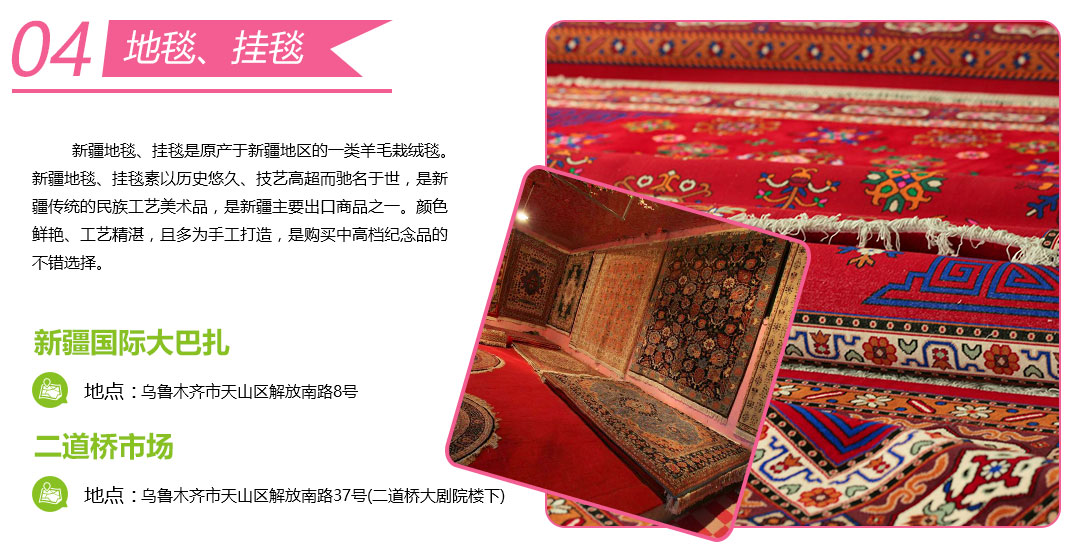 04 地毯、挂毯
新疆地毯、挂毯是原产于新疆地区的一类羊毛栽绒毯。
新疆地毯、挂毯素以历史悠久、技艺高超而驰名于世，是新
疆传统的民族工艺美术品，是新疆主要出口商品之一。颜色
鲜艳、工艺精湛，且多为手工打造，是购买中高档纪念品的
不错选择。
新疆国际大巴扎
地点：乌鲁木齐市天山区解放南路8号
二道桥市场
地点：乌鲁木齐市天山区解放南路37号(二道桥大剧院楼下)